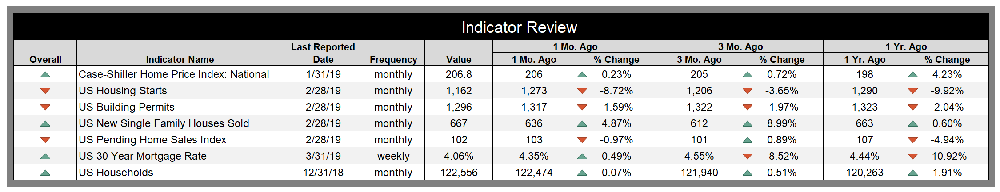 Indicator Review
Last Reported 1 Mo. Ago 3 Mo. Ago 1 Yr. Ago
Overall Indicator Name Date Frequency Value 1 Mo. Ago % Change 3 Mo. Ago % Change 1 Yr. Ago % Change
Case-Shiller Home Price Index: National 1/31/19 monthly 206.8 206 0.23% 205 0.72% 198 4.23%
US Housing Starts 2/28/19 monthly 1,162 1,273 -8.72% 1,206 -3.65% 1,290 -9.92%
US Building Permits 2/28/19 monthly 1,296 1,317 -1.59% 1,322 -1.97% 1,323 -2.04%
US New Single Family Houses Sold 2/28/19 monthly 667 636 4.87% 612 8.99% 663 0.60%
US Pending Home Sales Index 2/28/19 monthly 102 103 -0.97% 101 0.89% 107 -4.94%
US 30 Year Mortgage Rate 3/31/19 weekly 4.06% 4.35% 0.49% 4.55% -8.52% 4.44% -10.92%
US Households 12/31/18 monthly 122,556 122,474 0.07% 121,940 0.51% 120,263 1.91%